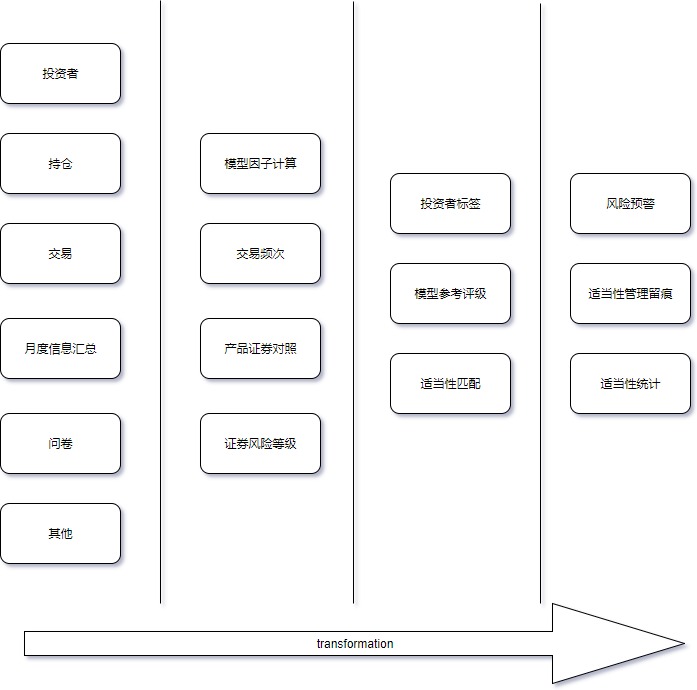 投资者
持仓
交易
月度信息汇总
问卷
其他
模型因子计算
交易频次
产品证券对照
证券风险等级
投资者标签
模型参考评级
适当性匹配
风险预警
适当性管理留痕
适当性统计
transformation